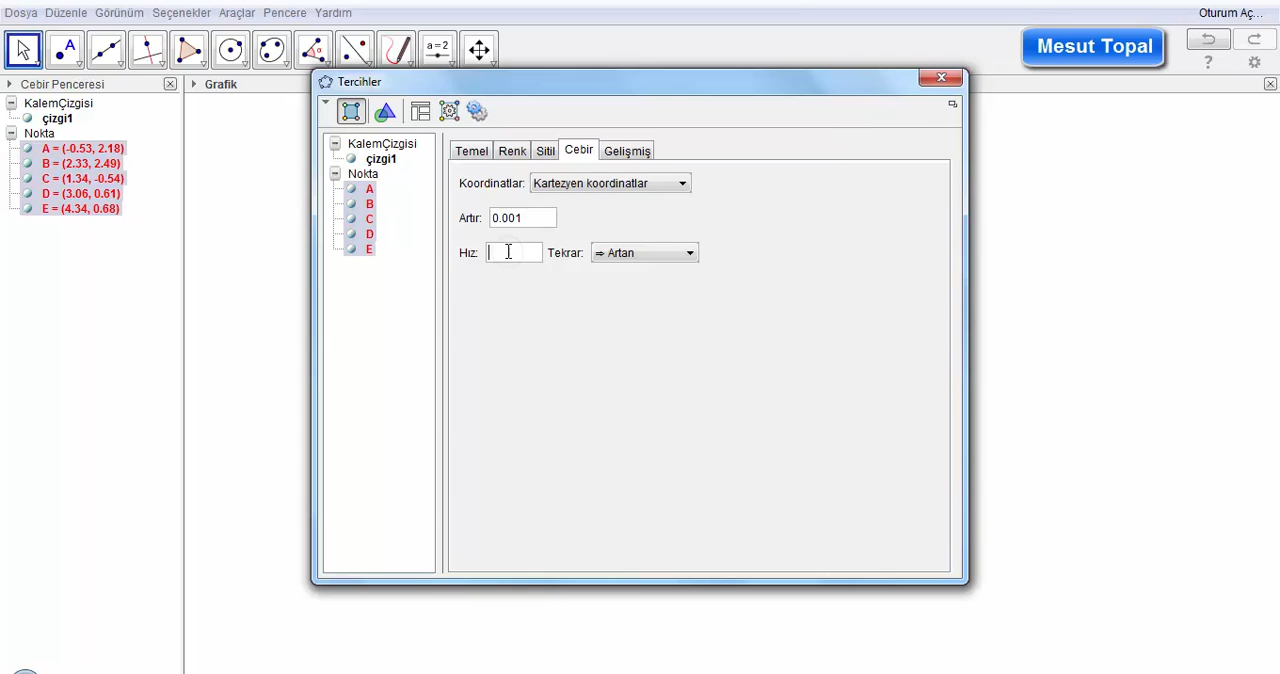 Dosya Düzenle Görünüm Seçenekler Araçlar Pencere Yardım Oturum Aç...
A a=2 Mesut Topal ?
Cebir Penceresi Grafik
KalemÇizgisi
çizgi1
Nokta
A = (-0.53, 2.18)
B = (2.33, 2.49)
C = (1.34, -0.54)
D = (3.06, 0.61)
E = (4.34, 0.68)
Tercihler
KalemÇizgisi
çizgi1
Nokta
A
B
C
D
E
Temel Renk Sitil Cebir Gelişmiş
Koordinatlar: Kartezyen koordinatlar
Artır: 0.001
Hız: Tekrar: ⇒ Artan